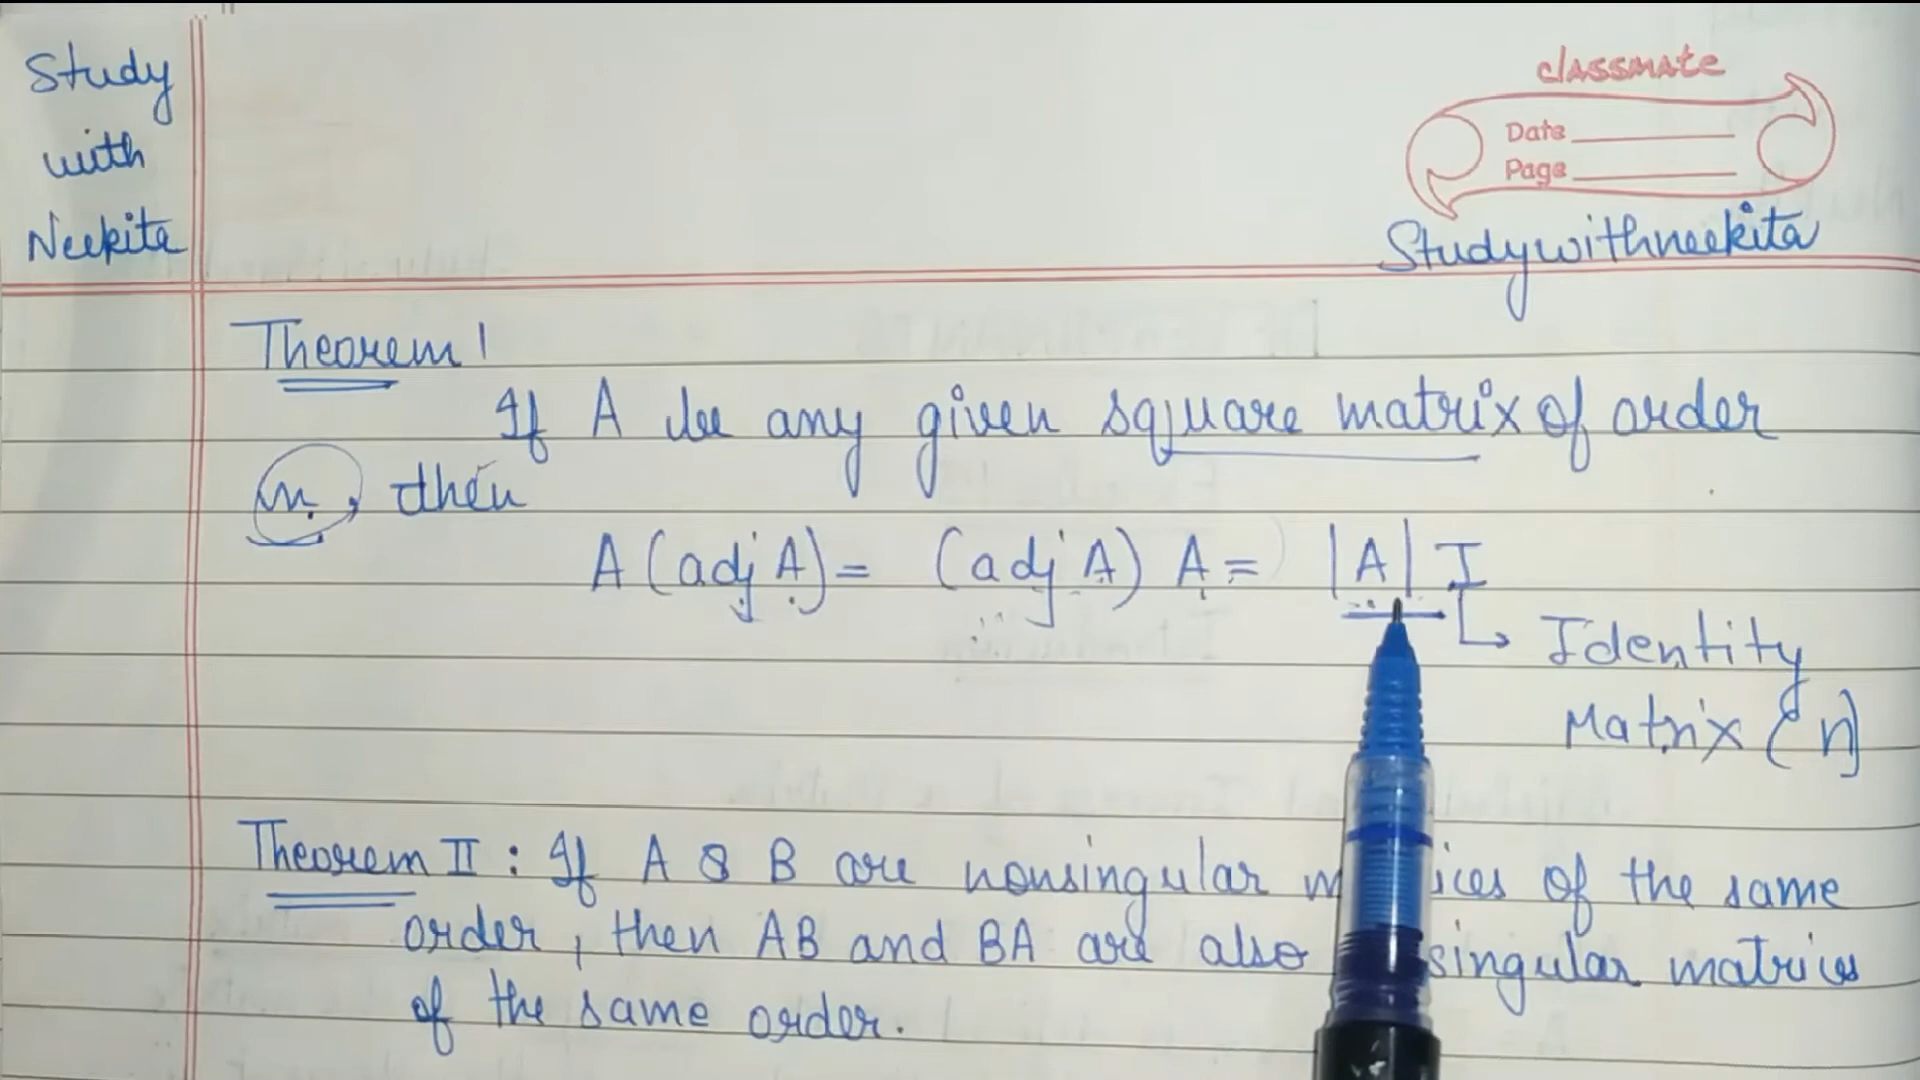 Study
with
Neekita
classmate
Date
Page
Studywithneekita
Theorem 1
If A be any given square matrix of order
n, then
A (adj A) = (adj A) A = |A| I
Identity
Matrix (n)
Theorem II : If A & B are nonsingular of the same
order, then AB and BA are also singular matrices
of the same order.